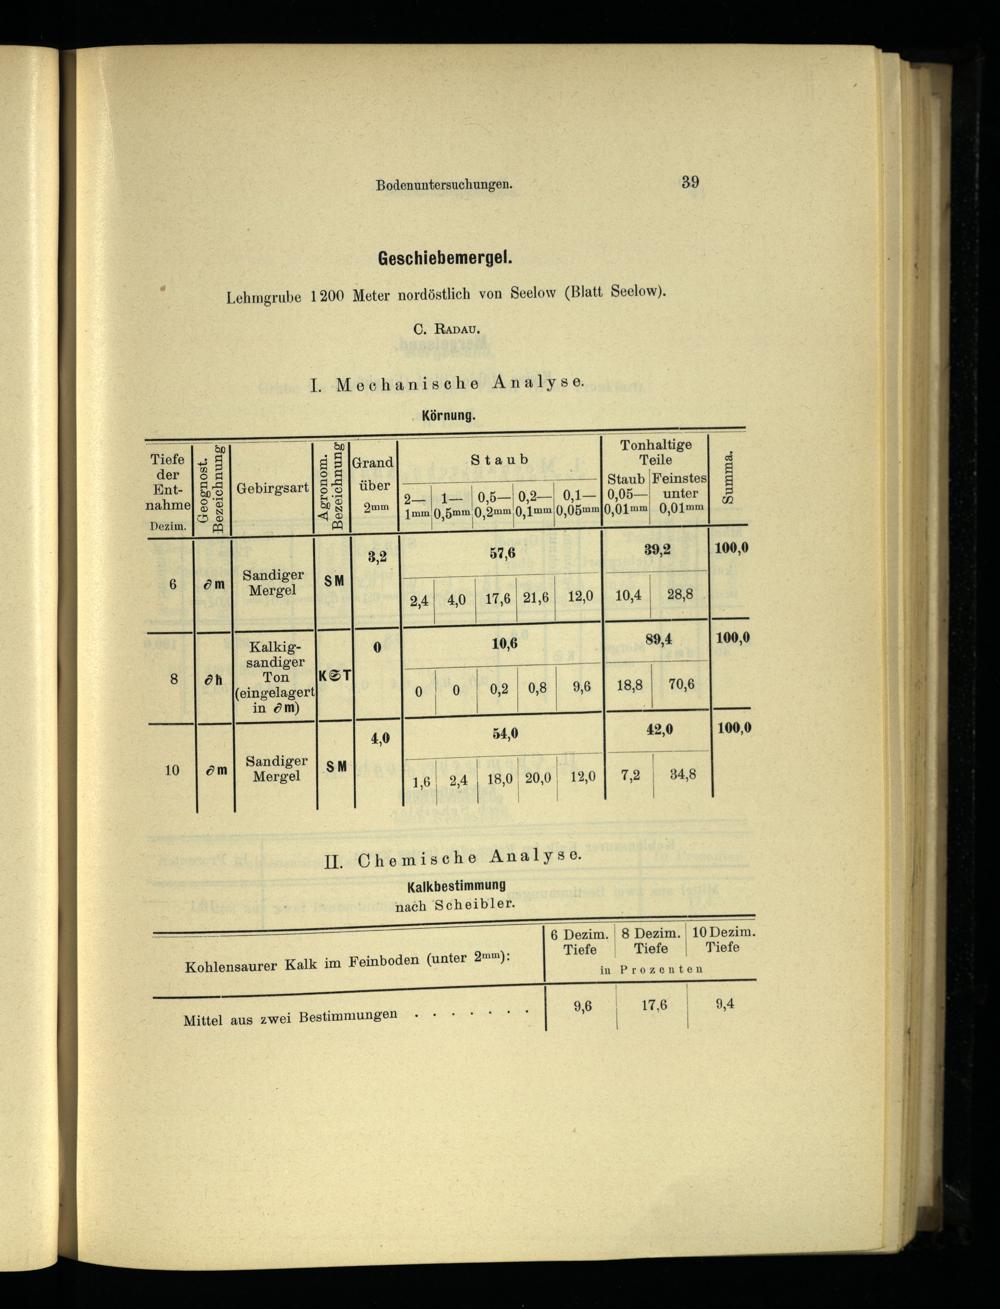 Bodenuntersuchungen. 39
Geschiebemergel.
Lehmgrube 1200 Meter nordöstlich von Seelow (Blatt Seelow).
C. RADAU.
I. Mechanische Analyse.
Körnung.
Tiefe der Ent-nahme Dezim. | Geognost. Bezeichnung | Gebirgsart | Agronom. Bezeichnung | Grand über 2mm | Staub | Tonhaltige Teile | Summa.
2—1mm | 1—0,5mm | 0,5—0,2mm | 0,2—0,1mm | 0,1—0,05mm | Staub 0,05—0,01mm | Feinstes unter 0,01mm
6 | ∂m | Sandiger Mergel | SM | 3,2 | 57,6 | 39,2 | 100,0
2,4 | 4,0 | 17,6 | 21,6 | 12,0 | 10,4 | 28,8
8 | ∂h | Kalkig-sandiger Ton (eingelagert in ∂m) | 0 | 10,6 | 89,4 | 100,0
0 | 0 | 0,2 | 0,8 | 9,6 | 18,8 | 70,6
10 | ∂m | Sandiger Mergel | SM | 4,0 | 54,0 | 42,0 | 100,0
1,6 | 2,4 | 18,0 | 20,0 | 12,0 | 7,2 | 34,8
II. Chemische Analyse.
Kalkbestimmung
nach Scheibler.
Kohlensaurer Kalk im Feinboden (unter 2mm): | 6 Dezim. Tiefe | 8 Dezim. Tiefe | 10 Dezim. Tiefe
in Prozenten
Mittel aus zwei Bestimmungen . . . . . . . | 9,6 | 17,6 | 9,4